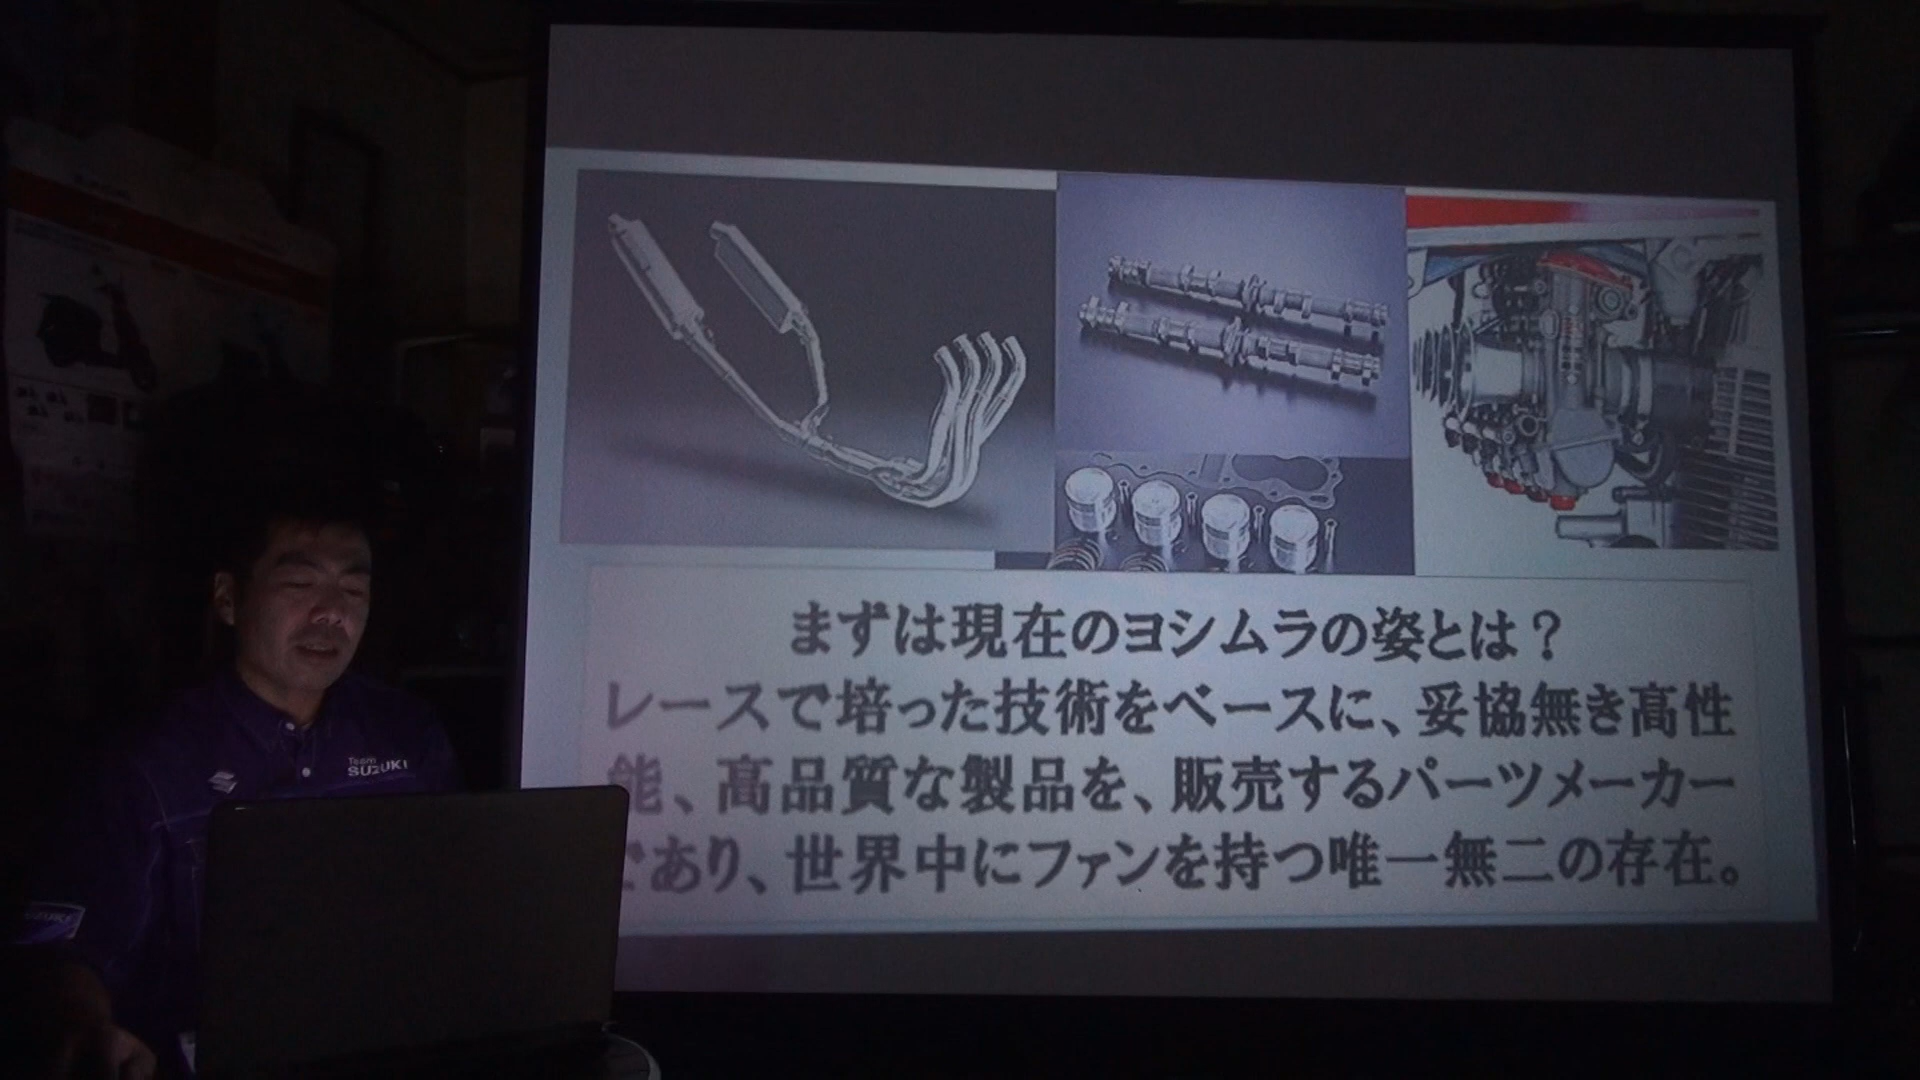 まずは現在のヨシムラの姿とは？
レースで培った技術をベースに、妥協無き高性
能、高品質な製品を、販売するパーツメーカー
であり、世界中にファンを持つ唯一無二の存在。
Team
SUZUKI
SUZUKI